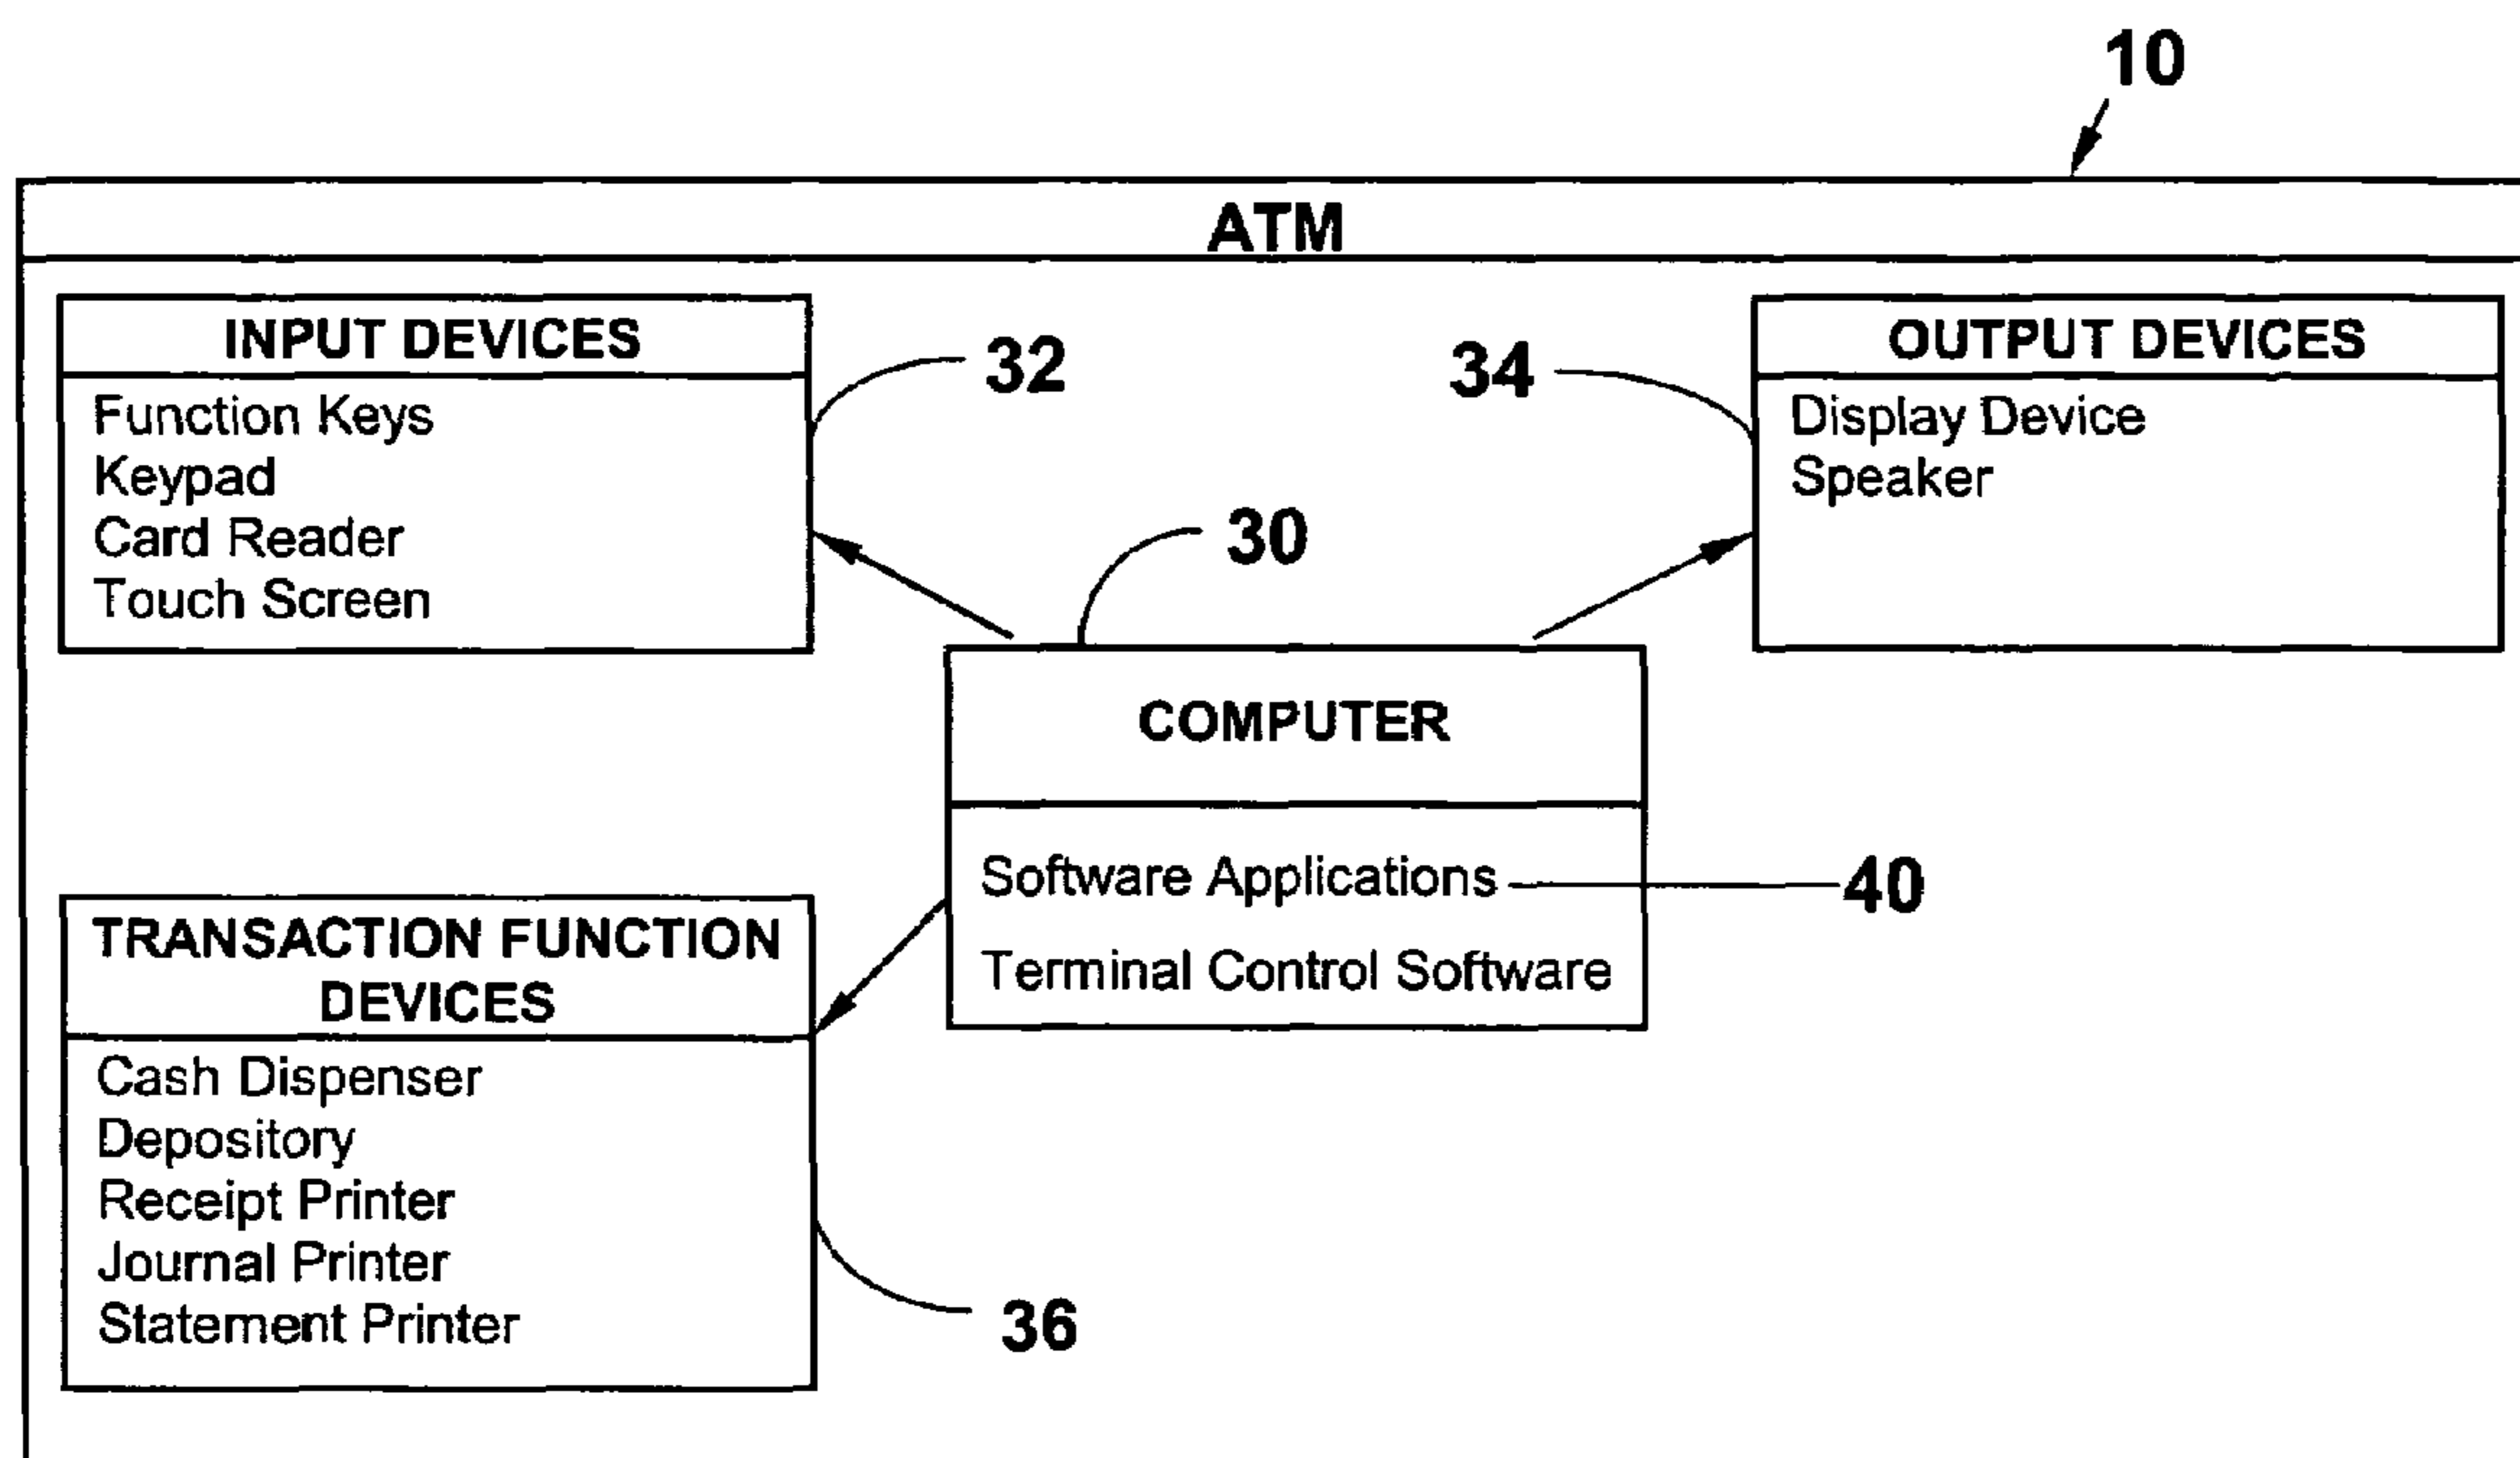 10
ATM
INPUT DEVICES
Function Keys
Keypad
Card Reader
Touch Screen
32
34
OUTPUT DEVICES
Display Device
Speaker
30
COMPUTER
Software Applications
Terminal Control Software
40
TRANSACTION FUNCTION
DEVICES
Cash Dispenser
Depository
Receipt Printer
Journal Printer
Statement Printer
36